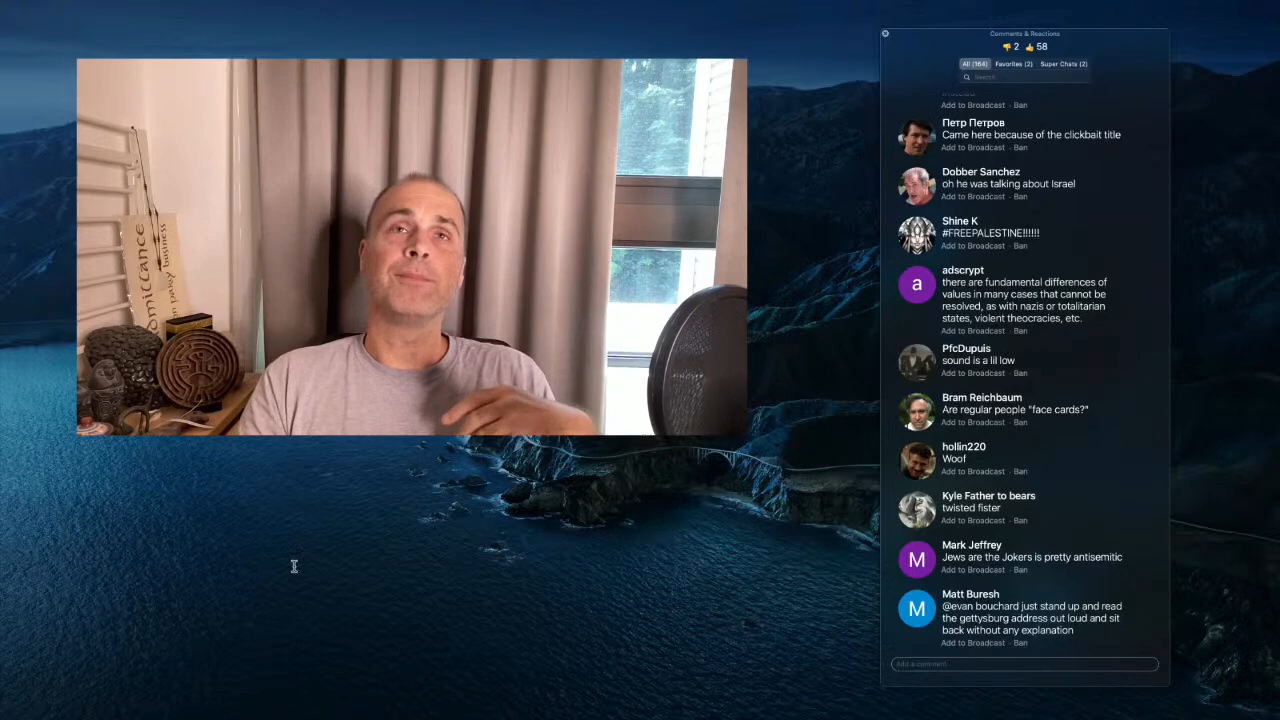 admittance
on party business
Comments & Reactions
👎 2 👍 58
All (164) Favorites (2) Super Chats (2)
Search
Add to Broadcast · Ban
Петр Петров
Came here because of the clickbait title
Add to Broadcast · Ban
Dobber Sanchez
oh he was talking about Israel
Add to Broadcast · Ban
Shine K
#FREEPALESTINE!!!!!!
Add to Broadcast · Ban
a
adscrypt
there are fundamental differences of
values in many cases that cannot be
resolved, as with nazis or totalitarian
states, violent theocracies, etc.
Add to Broadcast · Ban
PfcDupuis
sound is a lil low
Add to Broadcast · Ban
Bram Reichbaum
Are regular people "face cards?"
Add to Broadcast · Ban
hollin220
Woof
Add to Broadcast · Ban
Kyle Father to bears
twisted fister
Add to Broadcast · Ban
M
Mark Jeffrey
Jews are the Jokers is pretty antisemitic
Add to Broadcast · Ban
M
Matt Buresh
@evan bouchard just stand up and read
the gettysburg address out loud and sit
back without any explanation
Add to Broadcast · Ban
Add a comment